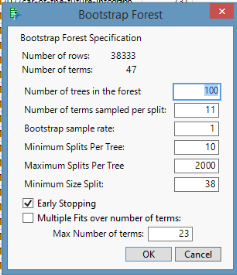 Bootstrap Forest
Bootstrap Forest Specification
Number of rows: 38333
Number of terms: 47
Number of trees in the forest 100
Number of terms sampled per split: 11
Bootstrap sample rate: 1
Minimum Splits Per Tree: 10
Maximum Splits Per Tree 2000
Minimum Size Split: 38
Early Stopping
Multiple Fits over number of terms:
Max Number of terms: 23
OK Cancel